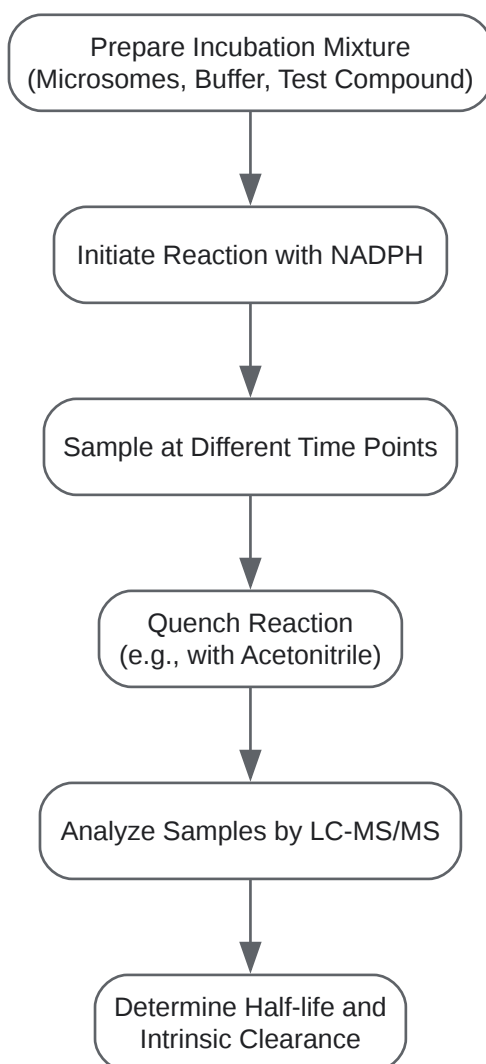 Prepare Incubation Mixture
(Microsomes, Buffer, Test Compound)
Initiate Reaction with NADPH
Sample at Different Time Points
Quench Reaction
(e.g., with Acetonitrile)
Analyze Samples by LC-MS/MS
Determine Half-life and
Intrinsic Clearance